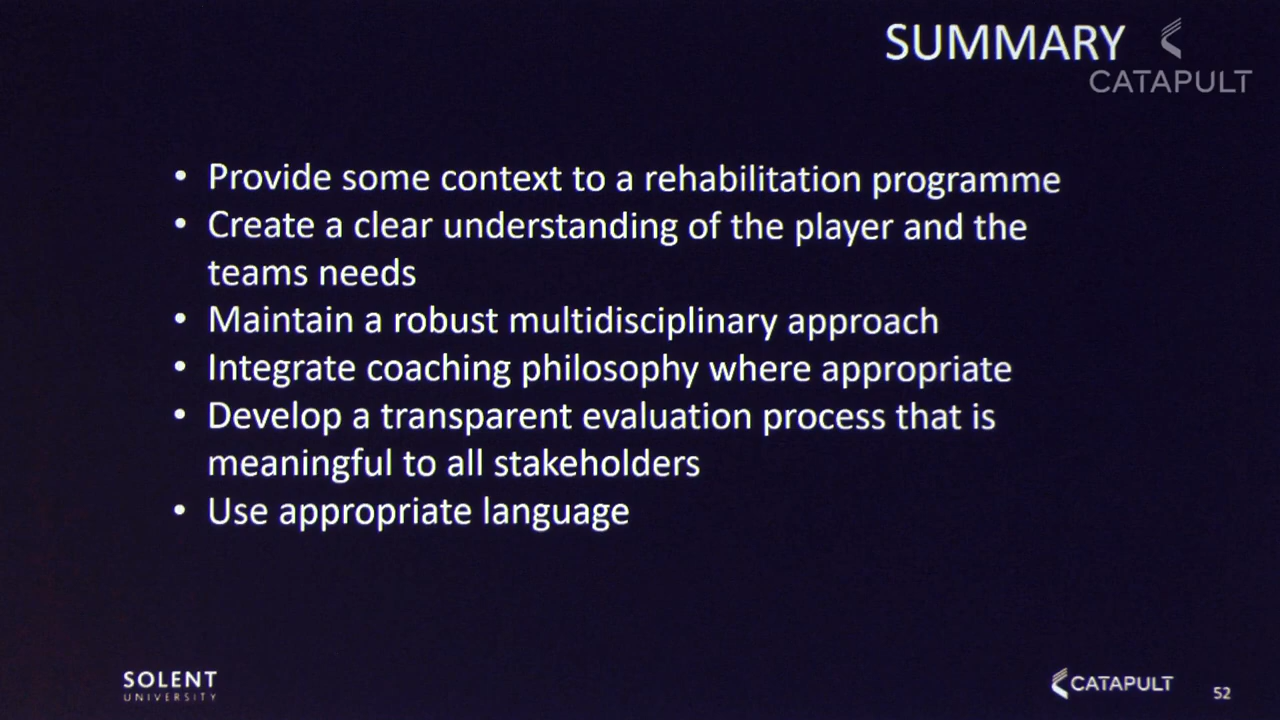 SUMMARY
CATAPULT
• Provide some context to a rehabilitation programme
• Create a clear understanding of the player and the
teams needs
• Maintain a robust multidisciplinary approach
• Integrate coaching philosophy where appropriate
• Develop a transparent evaluation process that is
meaningful to all stakeholders
• Use appropriate language
SOLENT
UNIVERSITY
CATAPULT
52